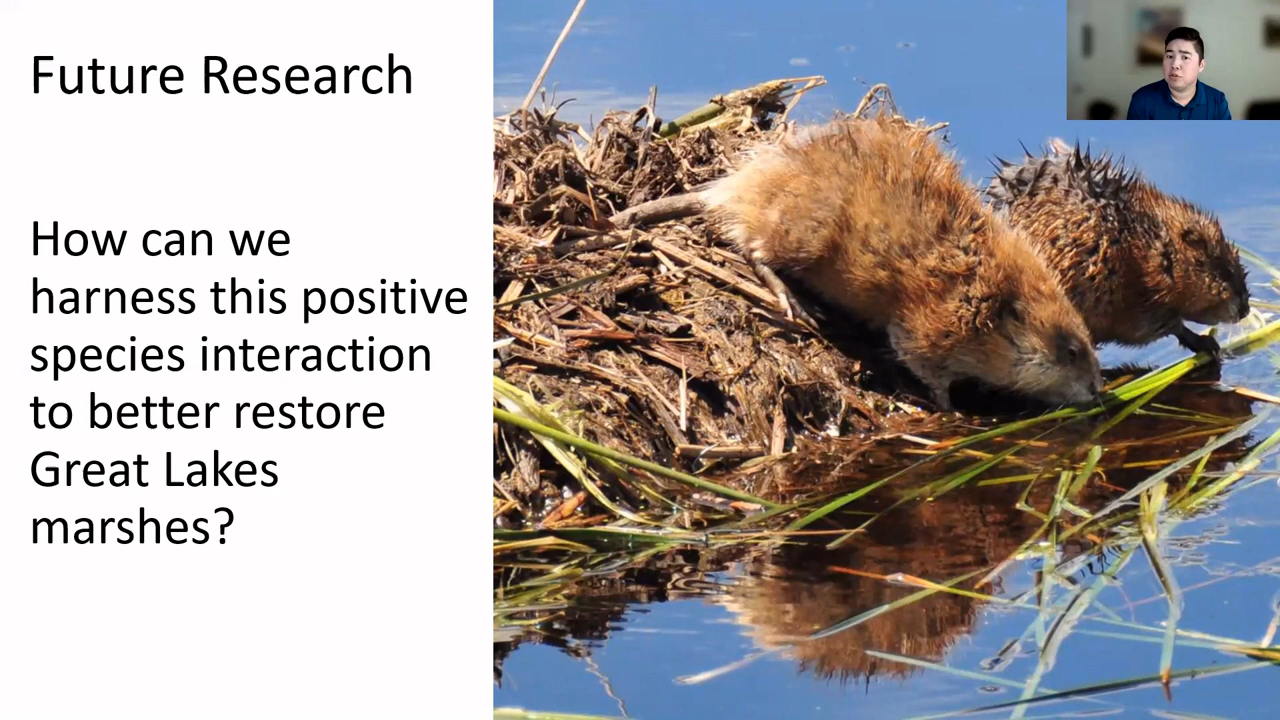 Future Research
How can we
harness this positive
species interaction
to better restore
Great Lakes
marshes?